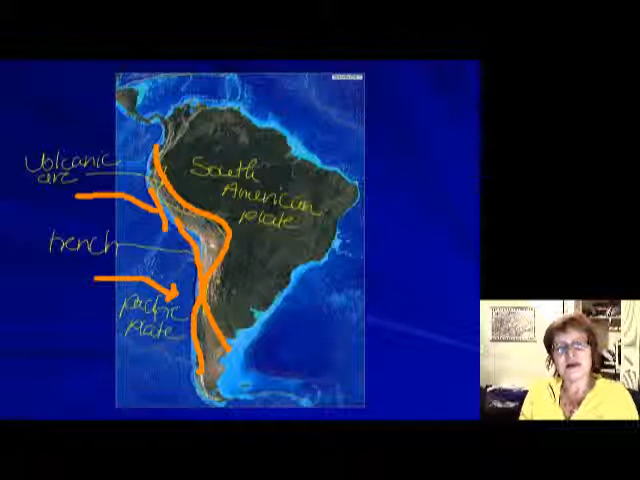 Volcanic
arc
South
American
plate
trench
pacific
plate